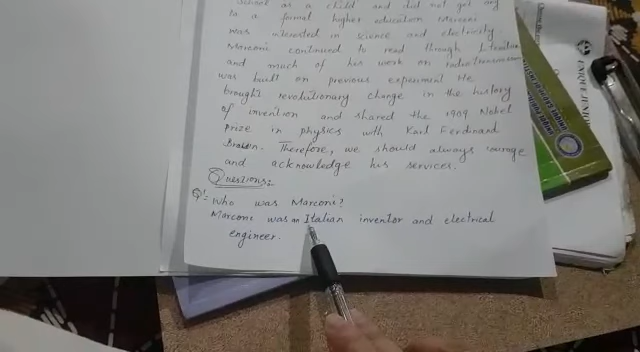 school as a child and did not get any
to a formal higher education Marconi
was interested in science and electricity
Marconi continued to read through Literature
and much of his work on radio transmission
was built on previous experiment He
brought revolutionary change in the history
of invention and shared the 1909 Nobel
prize in physics with Karl Ferdinand
Braun. Therefore, we should always courage
and acknowledge his services.
Questions:
Q1: Who was Marconi?
Marconi was an Italian inventor and electrical
engineer.